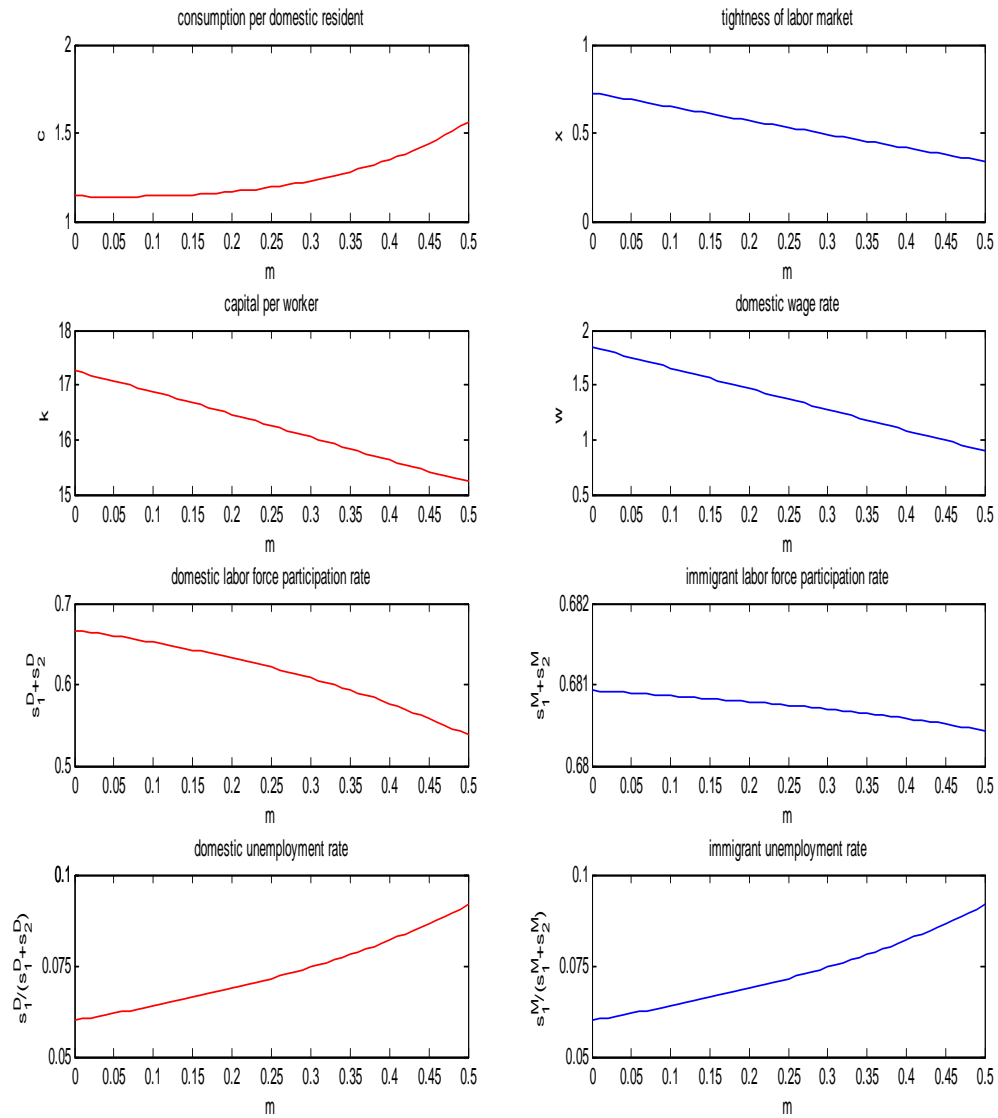 consumption per domestic resident
2
1.5
1
c
0 0.05 0.1 0.15 0.2 0.25 0.3 0.35 0.4 0.45 0.5
m
tightness of labor market
1
0.5
0
x
0 0.05 0.1 0.15 0.2 0.25 0.3 0.35 0.4 0.45 0.5
m
capital per worker
18
17
16
15
k
0 0.05 0.1 0.15 0.2 0.25 0.3 0.35 0.4 0.45 0.5
m
domestic wage rate
2
1.5
1
0.5
w
0 0.05 0.1 0.15 0.2 0.25 0.3 0.35 0.4 0.45 0.5
m
domestic labor force participation rate
0.7
0.6
0.5
s_1^D+s_2^D
0 0.05 0.1 0.15 0.2 0.25 0.3 0.35 0.4 0.45 0.5
m
immigrant labor force participation rate
0.682
0.681
0.68
s_1^M+s_2^M
0 0.05 0.1 0.15 0.2 0.25 0.3 0.35 0.4 0.45 0.5
m
domestic unemployment rate
0.1
0.075
0.05
s_1^D/(s_1^D+s_2^D)
0 0.05 0.1 0.15 0.2 0.25 0.3 0.35 0.4 0.45 0.5
m
immigrant unemployment rate
0.1
0.075
0.05
s_1^M/(s_1^M+s_2^M)
0 0.05 0.1 0.15 0.2 0.25 0.3 0.35 0.4 0.45 0.5
m